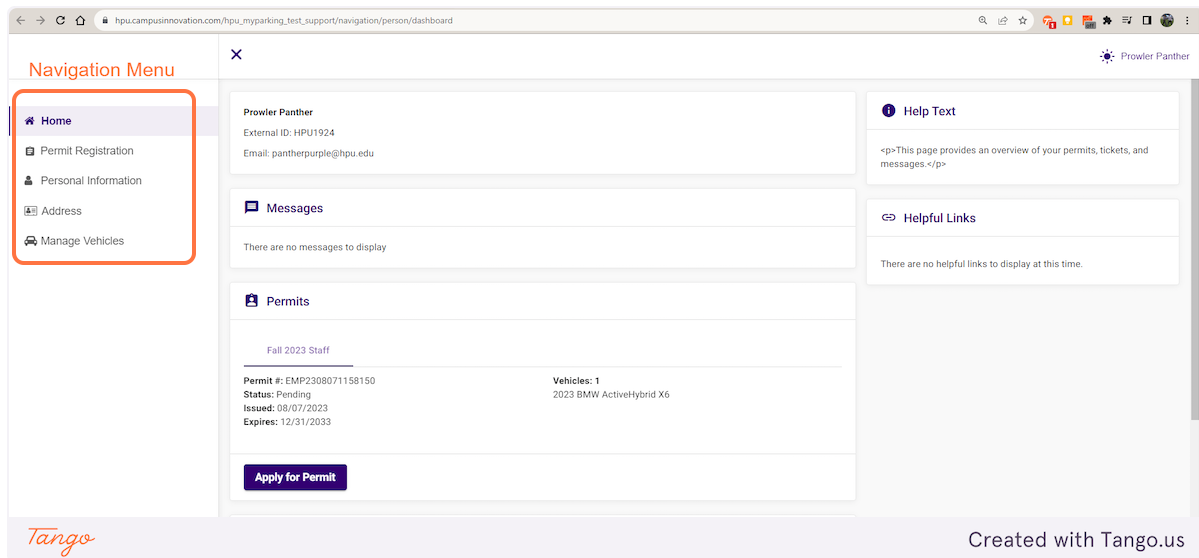 hpu.campusinnovation.com/hpu_myparking_test_support/navigation/person/dashboard
Navigation Menu
Home
Permit Registration
Personal Information
Address
Manage Vehicles
Prowler Panther
Prowler Panther
External ID: HPU1924
Email: pantherpurple@hpu.edu
Messages
There are no messages to display
Permits
Fall 2023 Staff
Permit #: EMP2308071158150
Status: Pending
Issued: 08/07/2023
Expires: 12/31/2033
Vehicles: 1
2023 BMW ActiveHybrid X6
Apply for Permit
Help Text
<p>This page provides an overview of your permits, tickets, and
messages.</p>
Helpful Links
There are no helpful links to display at this time.
Tango
Created with Tango.us